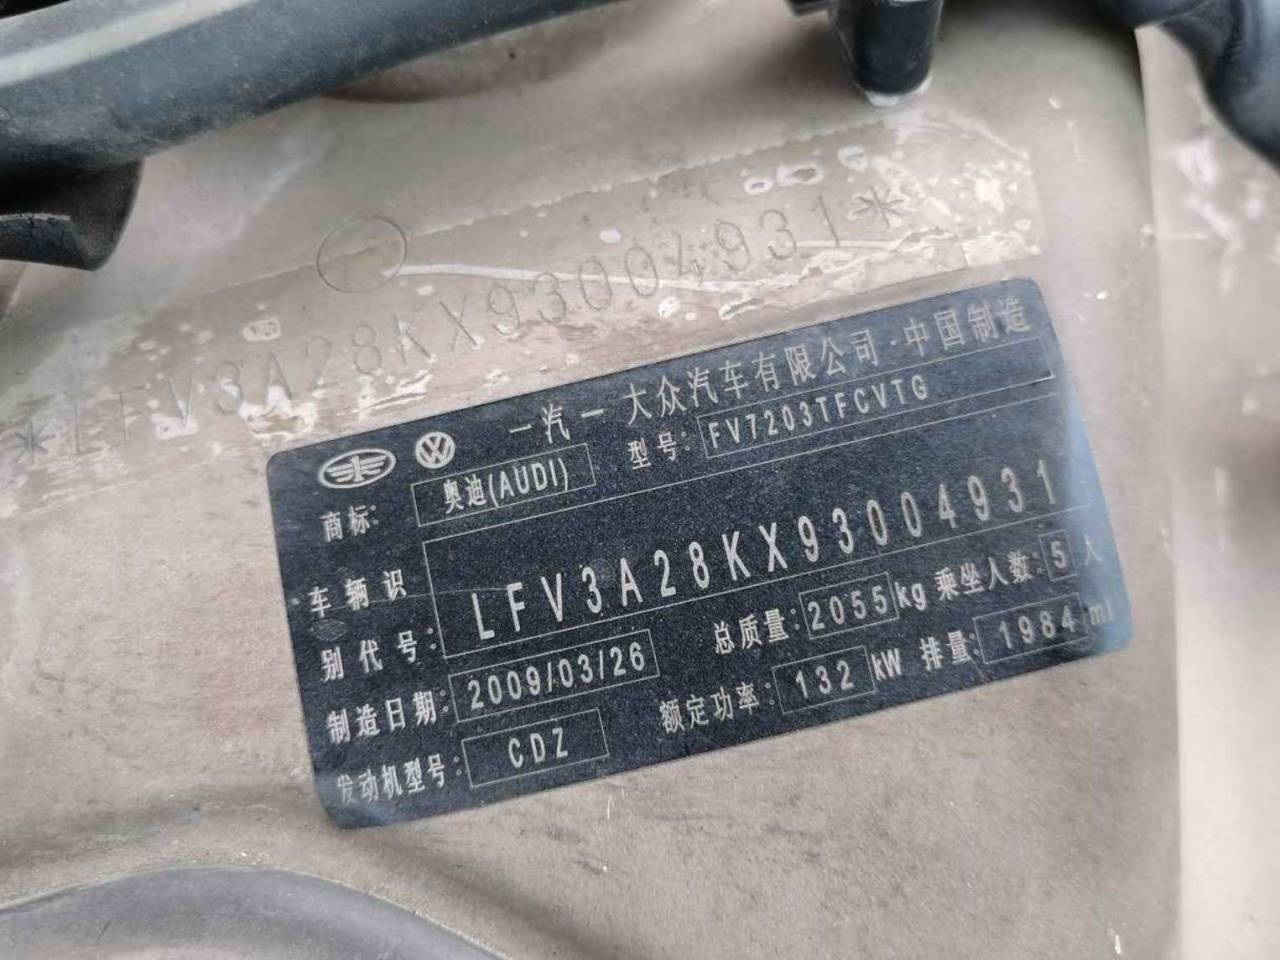 *LFV3A28KX93004931*
一汽一大众汽车有限公司·中国制造
商标: 奥迪(AUDI) 型号: FV7203TFCVTG
车辆识别代号: LFV3A28KX93004931
制造日期: 2009/03/26 总质量: 2055 kg 乘坐人数: 5 人
发动机型号: CDZ 额定功率: 132 kW 排量: 1984 ml